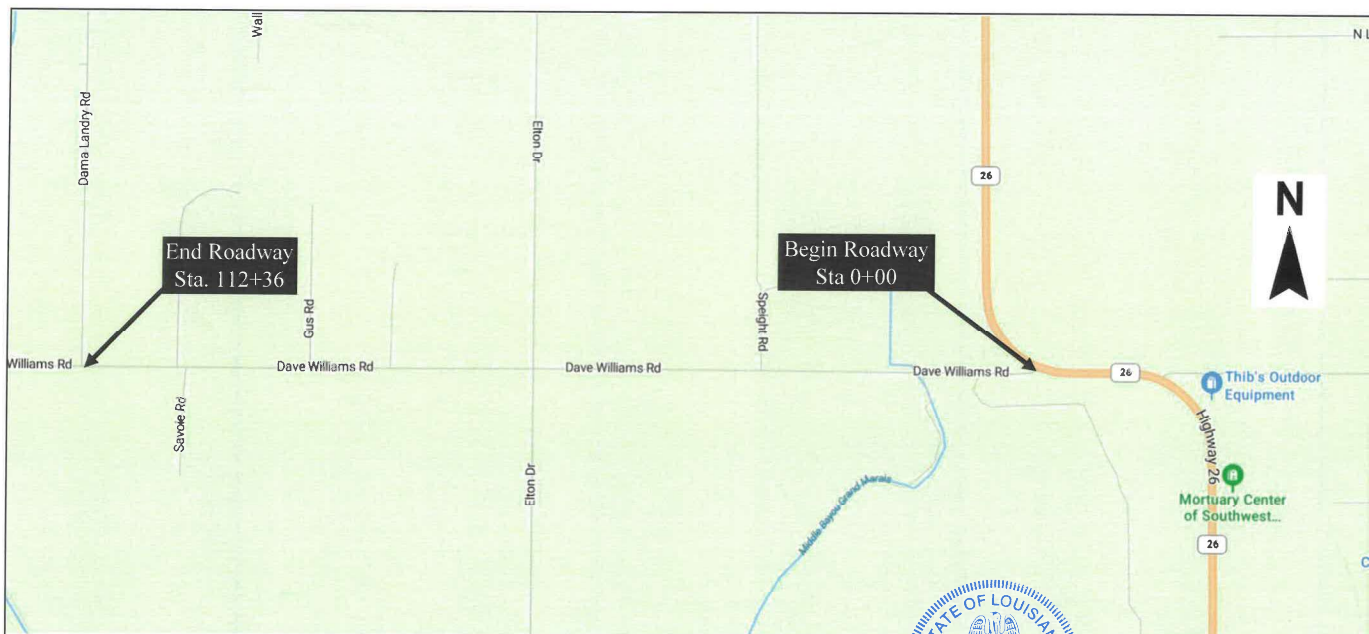 Wall
N L
Dama Landry Rd
Elton Dr
26
N
End Roadway
Sta. 112+36
Begin Roadway
Sta 0+00
Gus Rd
Speight Rd
Williams Rd
Dave Williams Rd
Dave Williams Rd
Dave Williams Rd
26
Thib's Outdoor
Equipment
Savoie Rd
Highway 26
Elton Dr
Middle Bayou Grand Marais
Mortuary Center
of Southwest...
26
C
STATE OF LOUISIAN